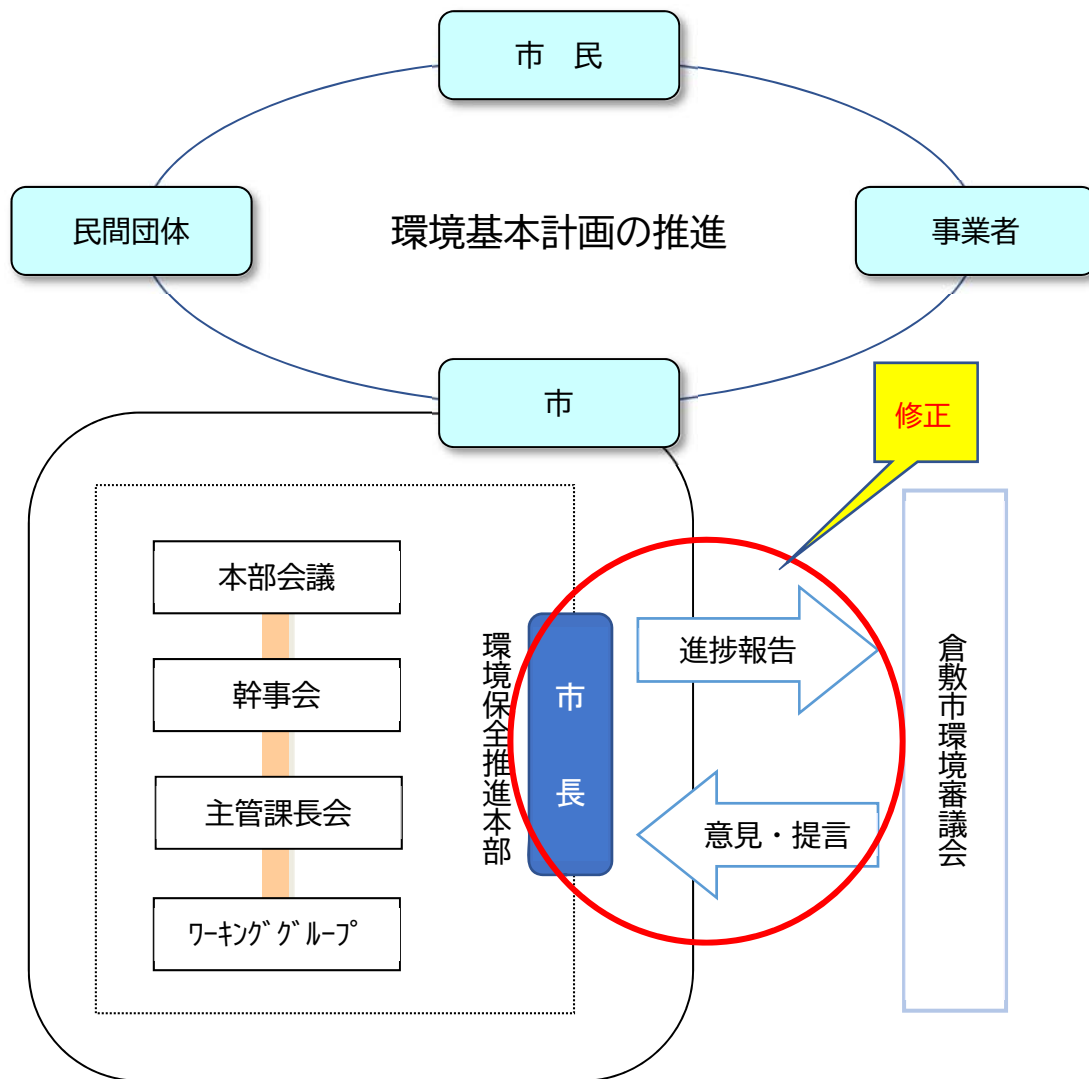 市　民
民間団体
環境基本計画の推進
事業者
市
修正
本部会議
幹事会
主管課長会
ﾜｰｷﾝｸﾞｸﾞﾙｰﾌﾟ
環境保全推進本部
市長
進捗報告
意見・提言
倉敷市環境審議会